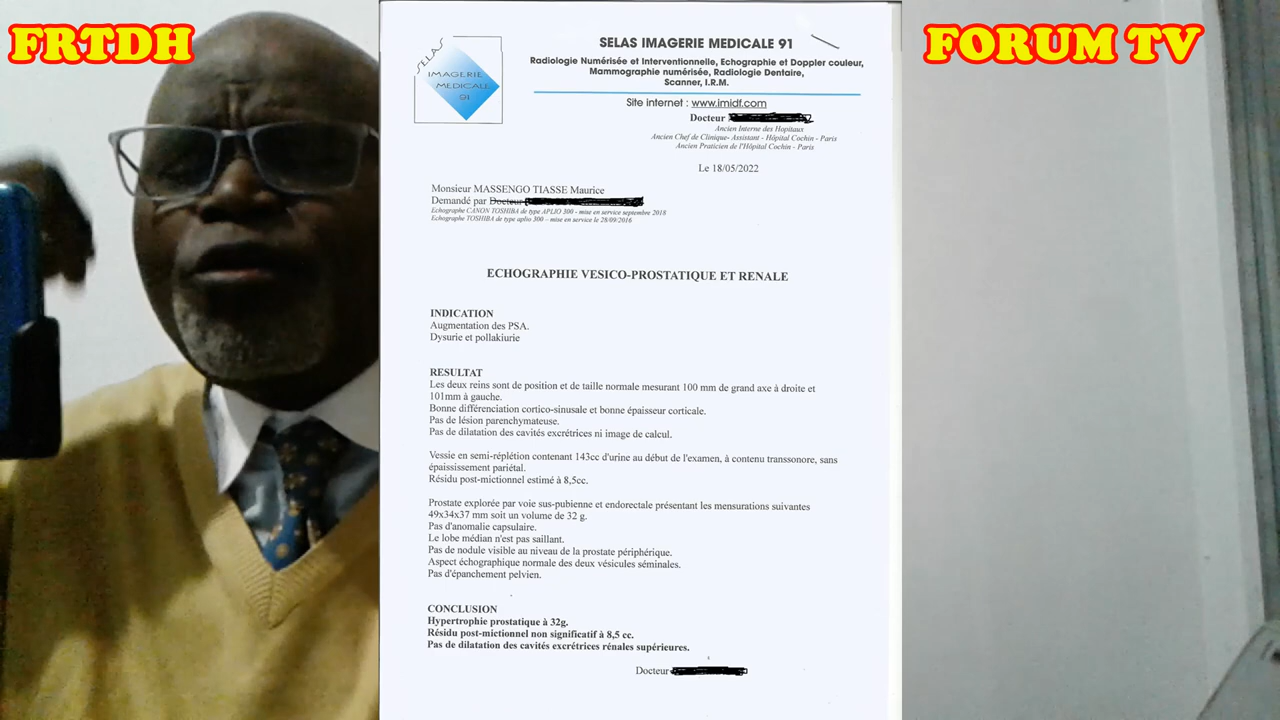 FRTDH
FORUM TV
SELAS
IMAGERIE
MEDICALE
91
SELAS IMAGERIE MEDICALE 91
Radiologie Numérisée et Interventionnelle, Echographie et Doppler couleur,
Mammographie numérisée, Radiologie Dentaire,
Scanner, I.R.M.
Site internet : www.imidf.com
Docteur
Ancien Interne des Hopitaux
Ancien Chef de Clinique- Assistant - Hôpital Cochin - Paris
Ancien Praticien de l'Hôpital Cochin - Paris
Le 18/05/2022
Monsieur MASSENGO TIASSE Maurice
Demandé par Docteur
Echographe CANON TOSHIBA de type APLIO 300 - mise en service septembre 2018
Echographe TOSHIBA de type aplio 300 – mise en service le 28/09/2016
ECHOGRAPHIE VESICO-PROSTATIQUE ET RENALE
INDICATION
Augmentation des PSA.
Dysurie et pollakiurie
RESULTAT
Les deux reins sont de position et de taille normale mesurant 100 mm de grand axe à droite et
101mm à gauche.
Bonne différenciation cortico-sinusale et bonne épaisseur corticale.
Pas de lésion parenchymateuse.
Pas de dilatation des cavités excrétrices ni image de calcul.
Vessie en semi-réplétion contenant 143cc d'urine au début de l'examen, à contenu transsonore, sans
épaississement pariétal.
Résidu post-mictionnel estimé à 8,5cc.
Prostate explorée par voie sus-pubienne et endorectale présentant les mensurations suivantes
49x34x37 mm soit un volume de 32 g.
Pas d'anomalie capsulaire.
Le lobe médian n'est pas saillant.
Pas de nodule visible au niveau de la prostate périphérique.
Aspect échographique normale des deux vésicules séminales.
Pas d'épanchement pelvien.
CONCLUSION
Hypertrophie prostatique à 32g.
Résidu post-mictionnel non significatif à 8,5 cc.
Pas de dilatation des cavités excrétrices rénales supérieures.
Docteur